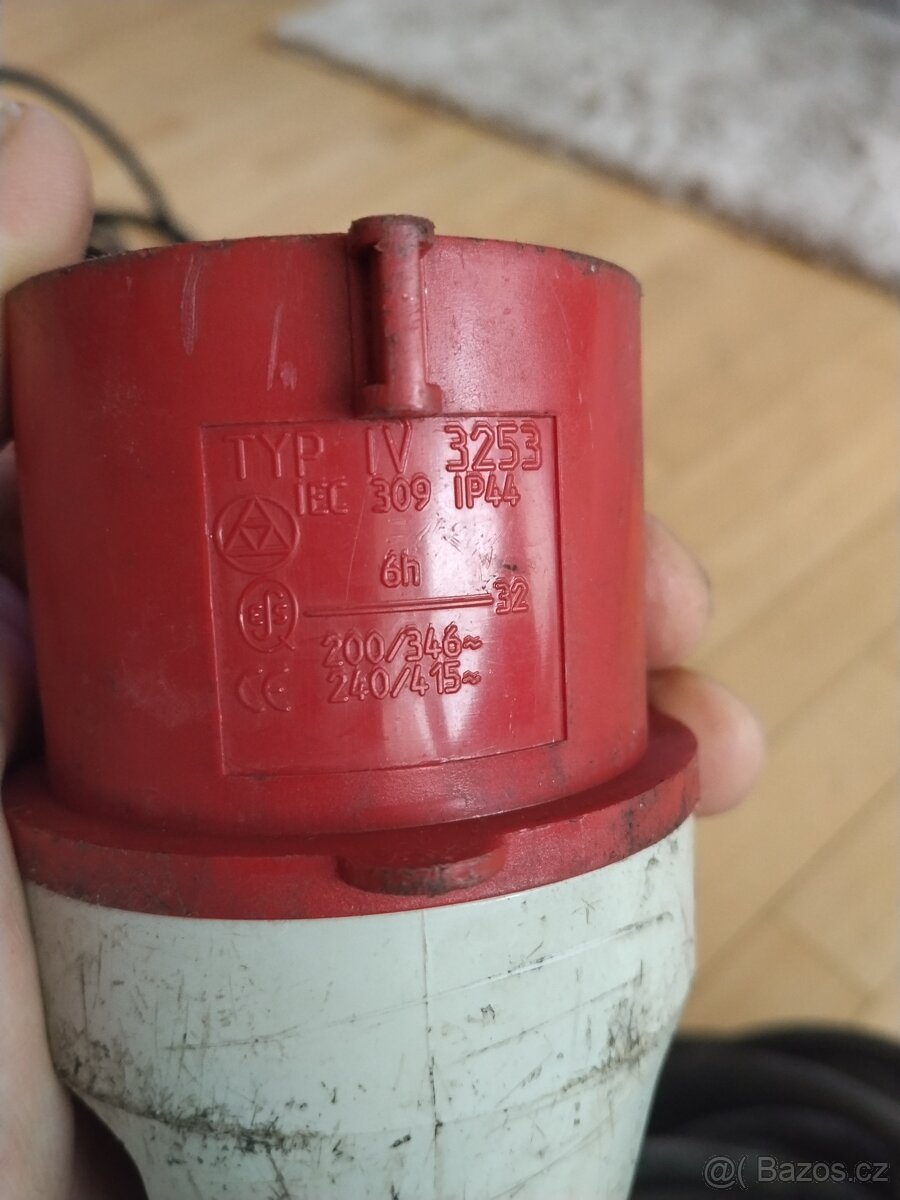 TYP IV 3253
IEC 309 IP44
6h
32
200/346~
240/415~
CE
@( Bazos.cz